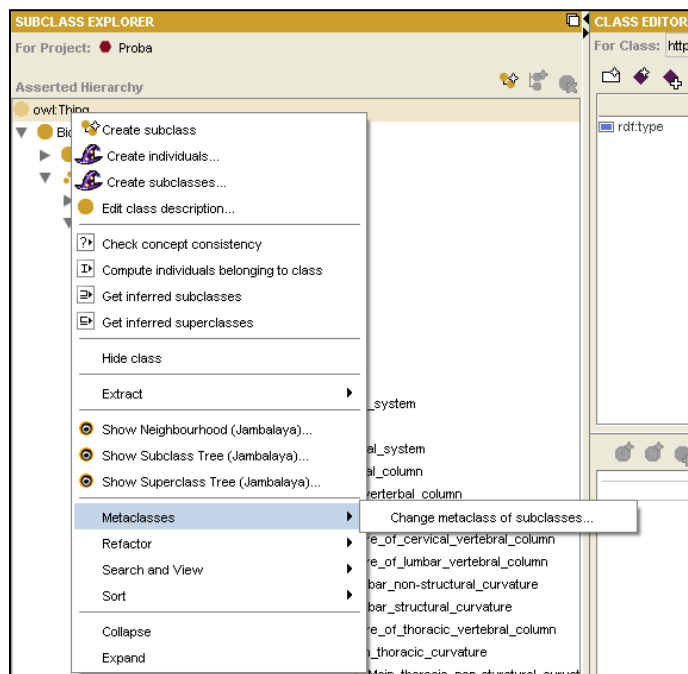 SUBCLASS EXPLORER
For Project: Proba
Asserted Hierarchy
owl:Thing
Create subclass
Create individuals...
Create subclasses...
Edit class description...
Check concept consistency
Compute individuals belonging to class
Get inferred subclasses
Get inferred superclasses
Hide class
Extract
_system
Show Neighbourhood (Jambalaya)...
Show Subclass Tree (Jambalaya)...
al_system
Show Superclass Tree (Jambalaya)...
al_column
verterbal_column
Metaclasses
Change metaclass of subclasses...
Refactor
re_of_cervical_vertebral_column
Search and View
re_of_lumbar_vertebral_column
bar_non-structural_curvature
Sort
bar_structural_curvature
Collapse
re_of_thoracic_vertebral_column
Expand
_thoracic_curvature
CLASS EDITOR
For Class: http
rdf:type